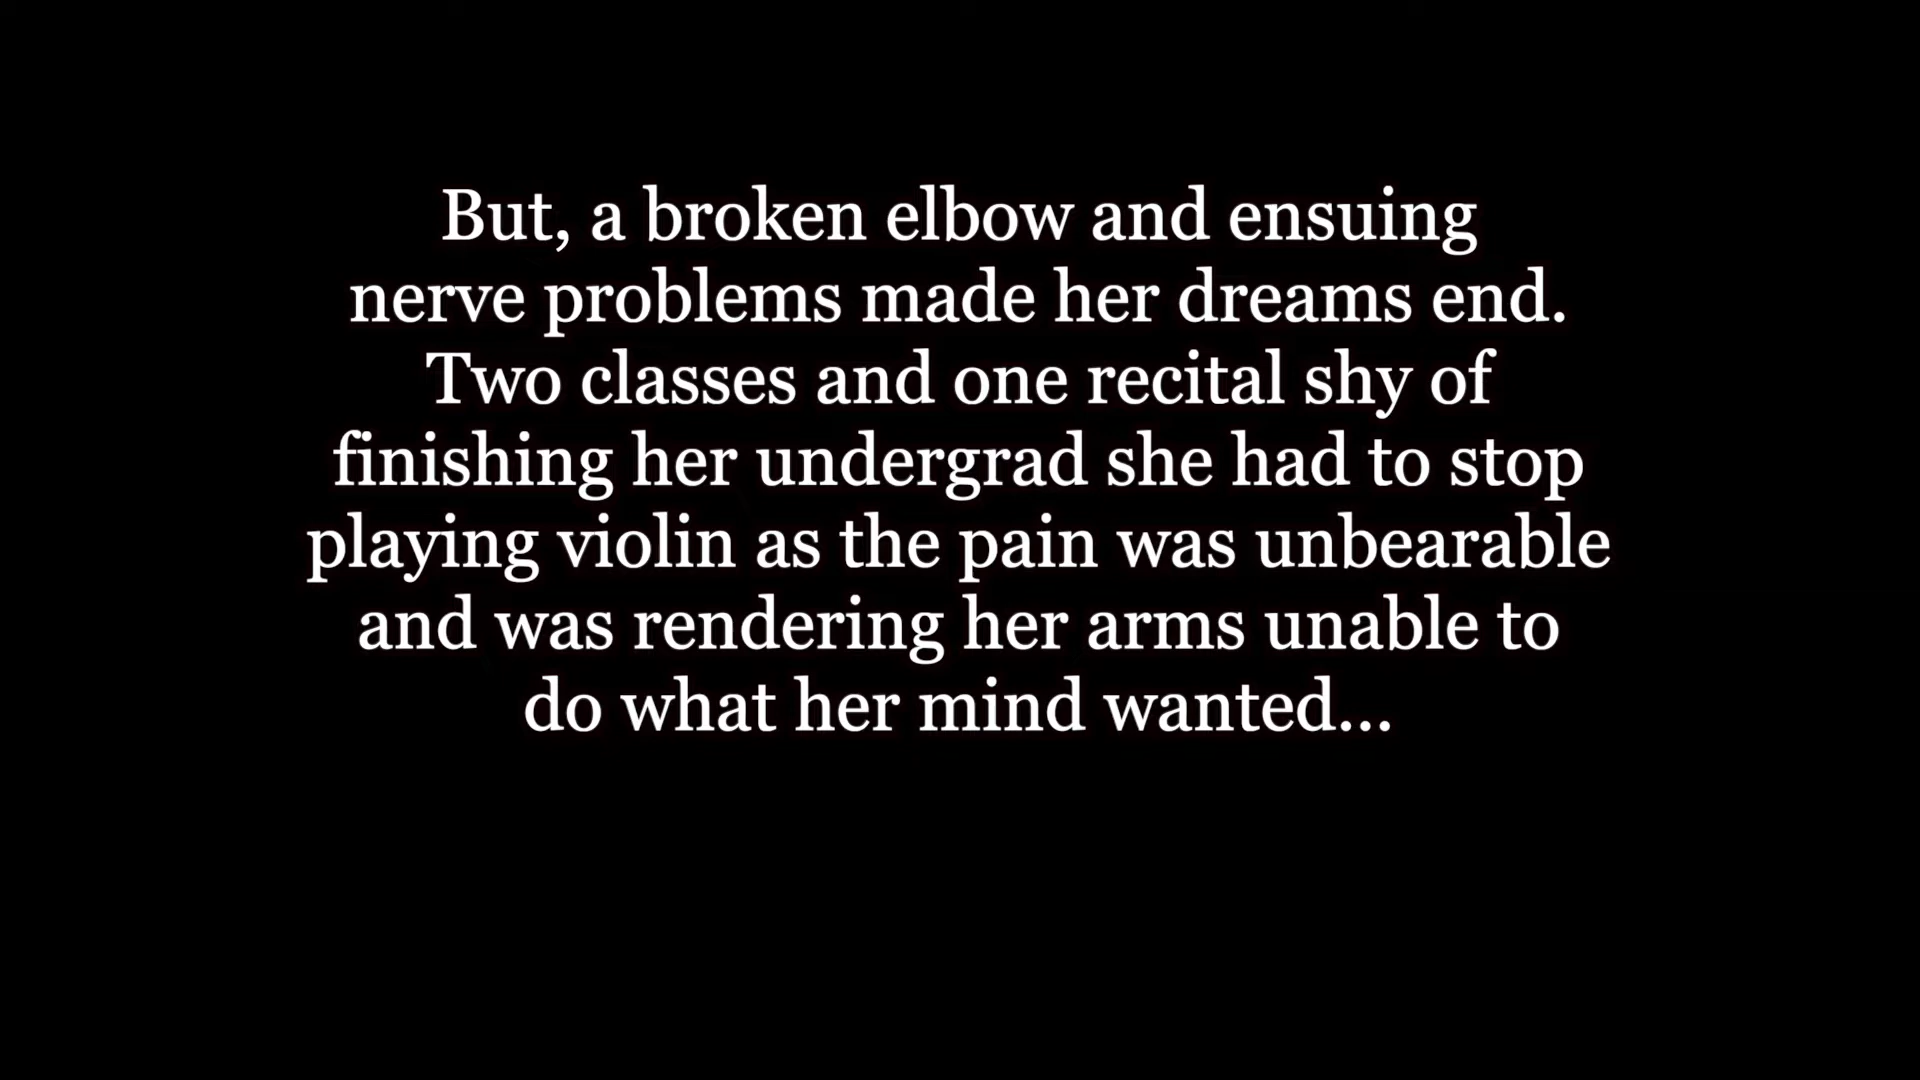 But, a broken elbow and ensuing
nerve problems made her dreams end.
Two classes and one recital shy of
finishing her undergrad she had to stop
playing violin as the pain was unbearable
and was rendering her arms unable to
do what her mind wanted...